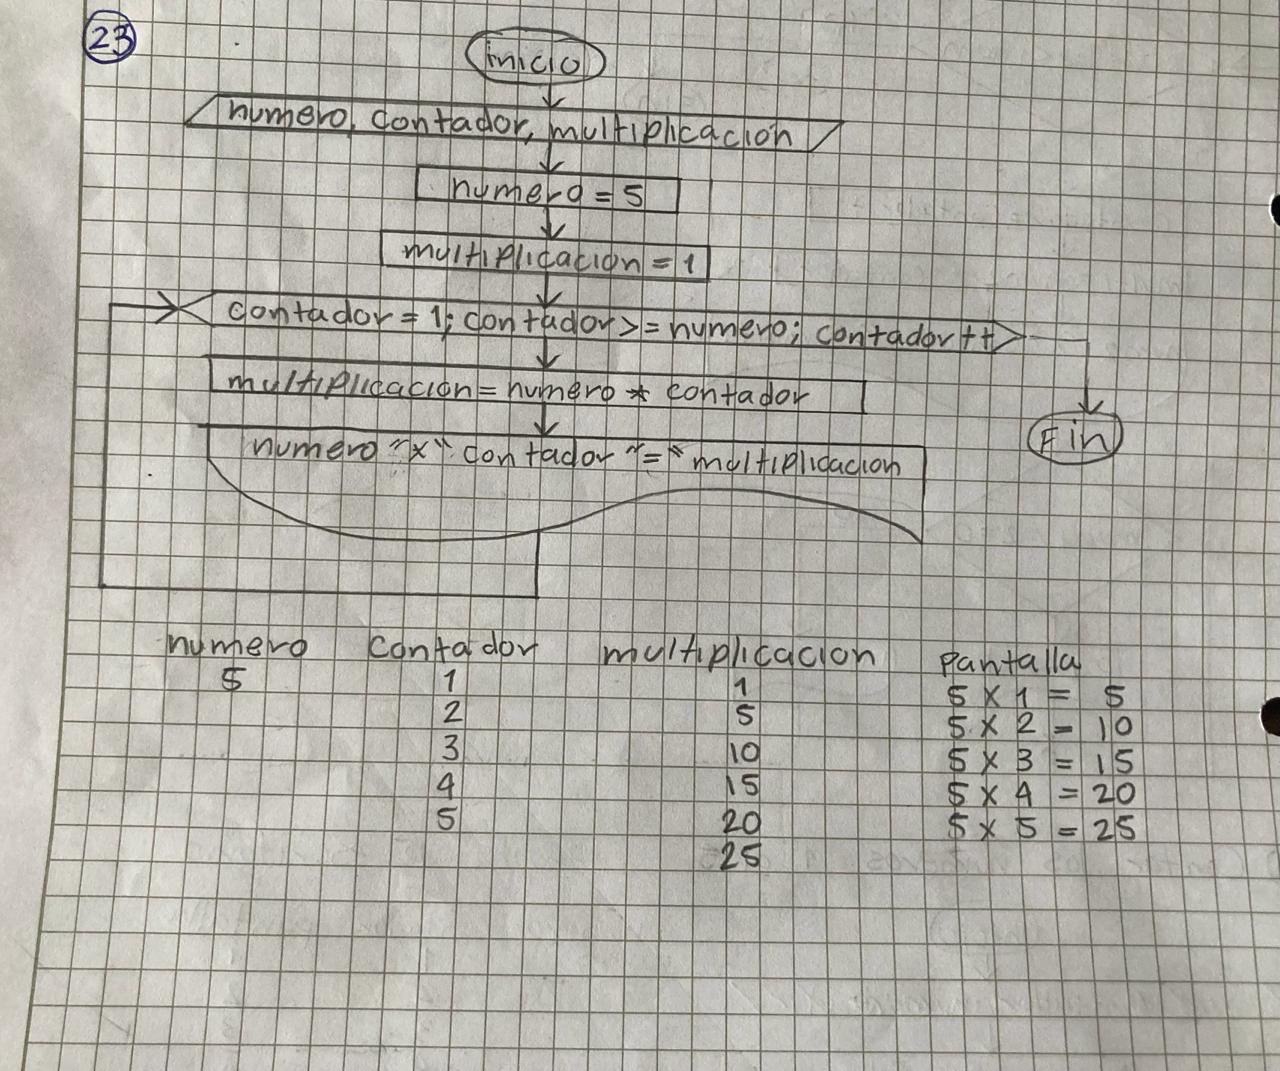 23
inicio
numero, contador, multiplicacion
numero = 5
multiplicacion = 1
contador = 1; contador >= numero; contador ++
multiplicacion = numero * contador
Fin
numero "x" contador "=" multiplicacion
numero contador multiplicacion pantalla
5 1 1 5 x 1 = 5
2 5 5 x 2 = 10
3 10 5 x 3 = 15
4 15 5 x 4 = 20
5 20 5 x 5 = 25
25